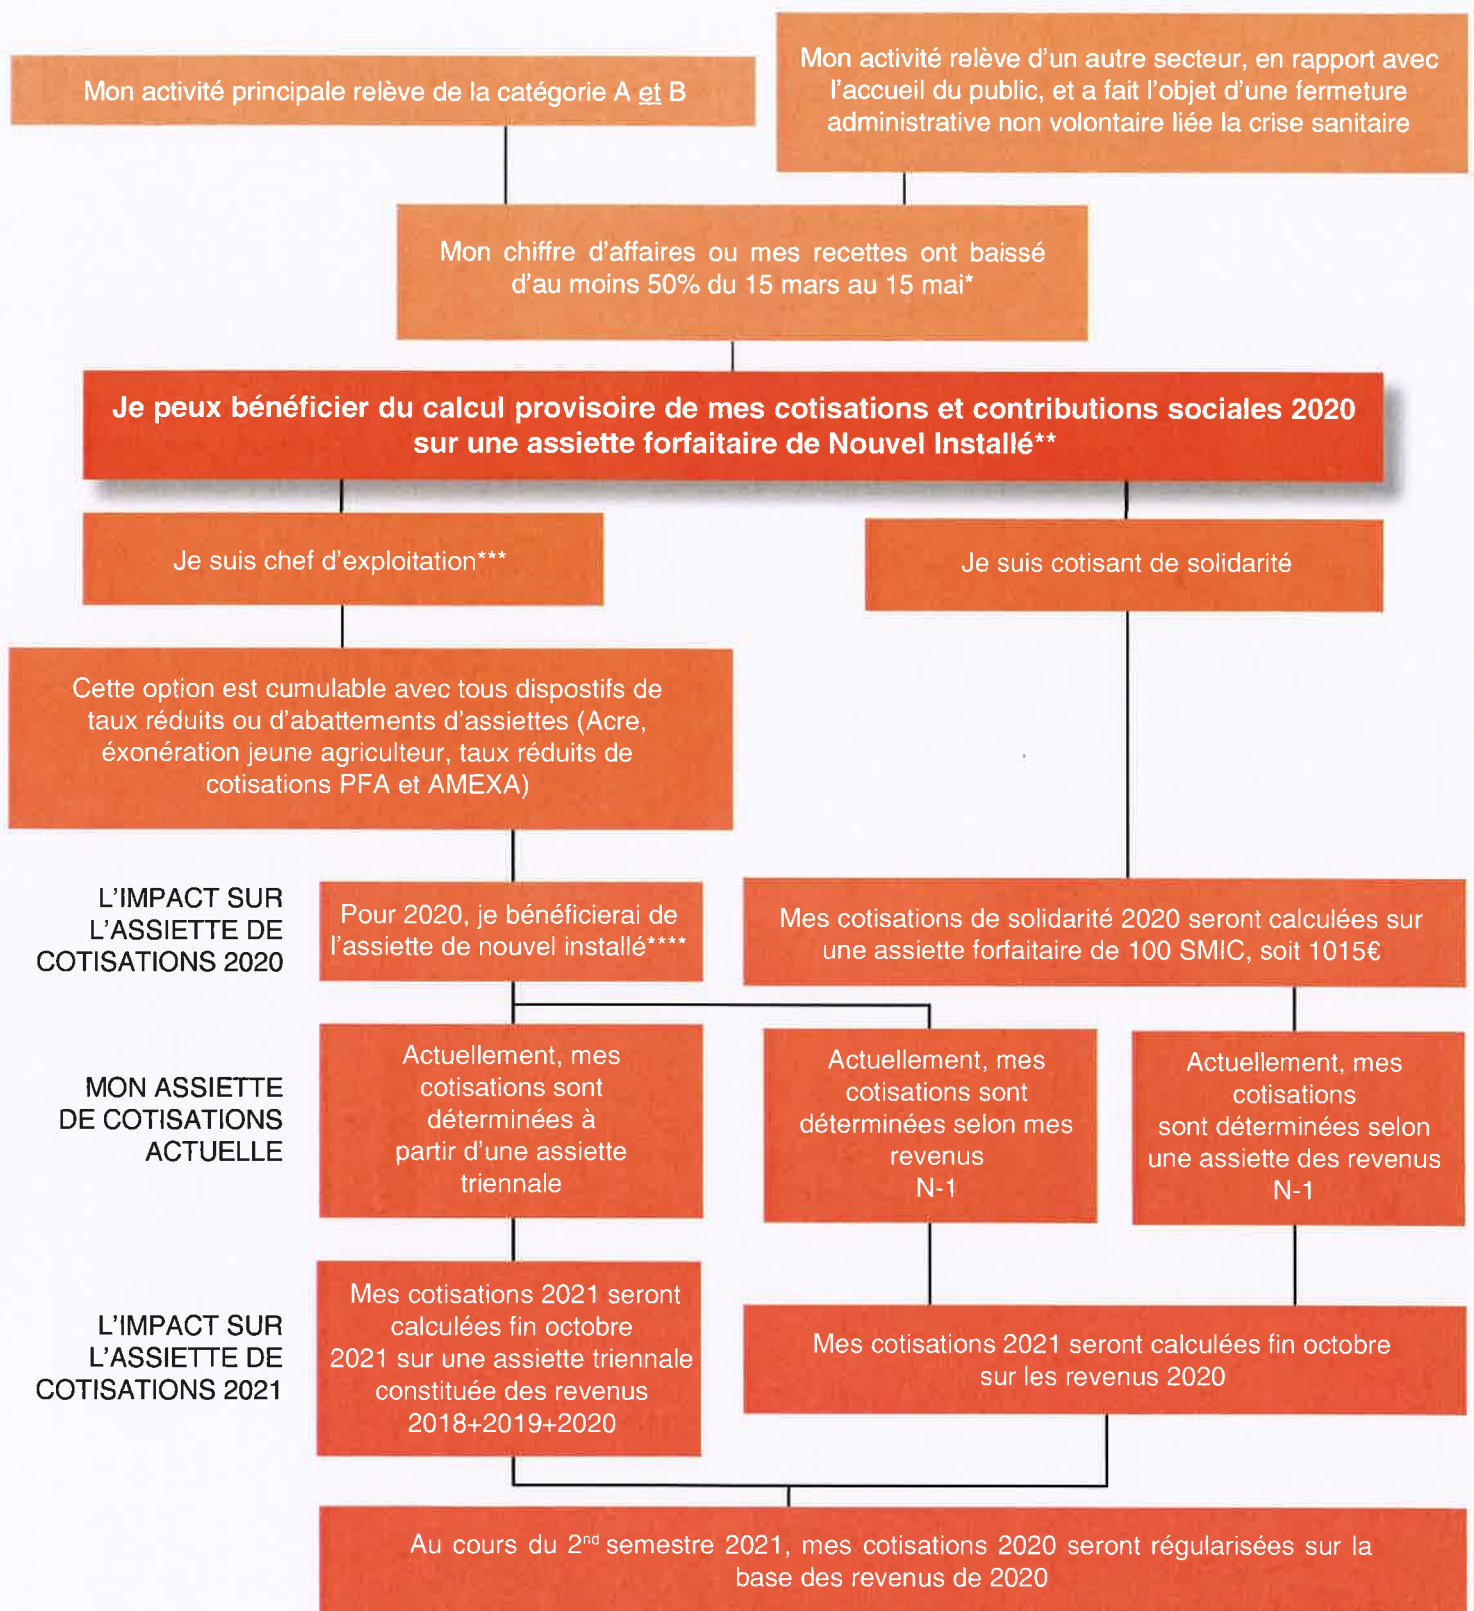 Mon activité principale relève de la catégorie A et B
Mon activité relève d'un autre secteur, en rapport avec
l'accueil du public, et a fait l'objet d'une fermeture
administrative non volontaire liée la crise sanitaire
Mon chiffre d'affaires ou mes recettes ont baissé
d'au moins 50% du 15 mars au 15 mai*
Je peux bénéficier du calcul provisoire de mes cotisations et contributions sociales 2020
sur une assiette forfaitaire de Nouvel Installé**
Je suis chef d'exploitation***
Je suis cotisant de solidarité
Cette option est cumulable avec tous dispostifs de
taux réduits ou d'abattements d'assiettes (Acre,
éxonération jeune agriculteur, taux réduits de
cotisations PFA et AMEXA)
L'IMPACT SUR
L'ASSIETTE DE
COTISATIONS 2020
Pour 2020, je bénéficierai de
l'assiette de nouvel installé****
Mes cotisations de solidarité 2020 seront calculées sur
une assiette forfaitaire de 100 SMIC, soit 1015€
MON ASSIETTE
DE COTISATIONS
ACTUELLE
Actuellement, mes
cotisations sont
déterminées à
partir d'une assiette
triennale
Actuellement, mes
cotisations sont
déterminées selon mes
revenus
N-1
Actuellement, mes
cotisations
sont déterminées selon
une assiette des revenus
N-1
L'IMPACT SUR
L'ASSIETTE DE
COTISATIONS 2021
Mes cotisations 2021 seront
calculées fin octobre
2021 sur une assiette triennale
constituée des revenus
2018+2019+2020
Mes cotisations 2021 seront calculées fin octobre
sur les revenus 2020
Au cours du 2nd semestre 2021, mes cotisations 2020 seront régularisées sur la
base des revenus de 2020